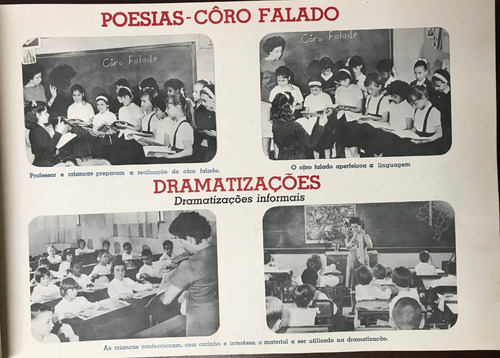 POESIAS-CÔRO FALADO
Côro Falado
Côro Falado
Professor e crianças preparam a realização do côro falado.
O côro falado aperfeiçoa a linguagem
DRAMATIZAÇÕES
Dramatizações informais
As crianças confeccionam, com carinho e interêsse, o material a ser utilizado na dramatização.